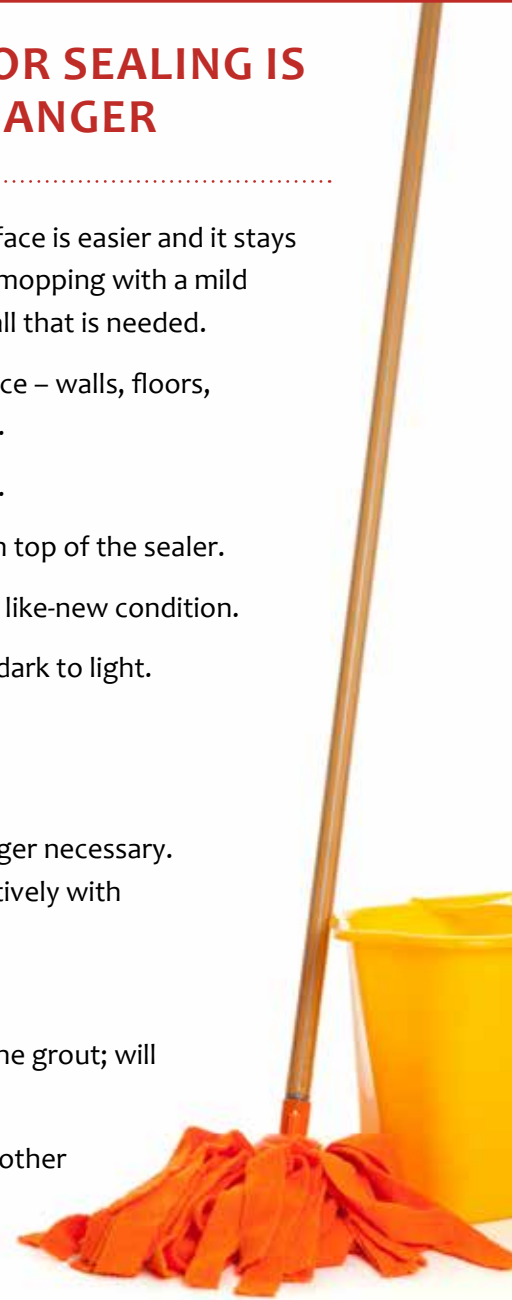 OR SEALING IS
ANGER
face is easier and it stays
mopping with a mild
all that is needed.
ce – walls, floors,
.
.
n top of the sealer.
like-new condition.
dark to light.
ger necessary.
tively with
he grout; will
other